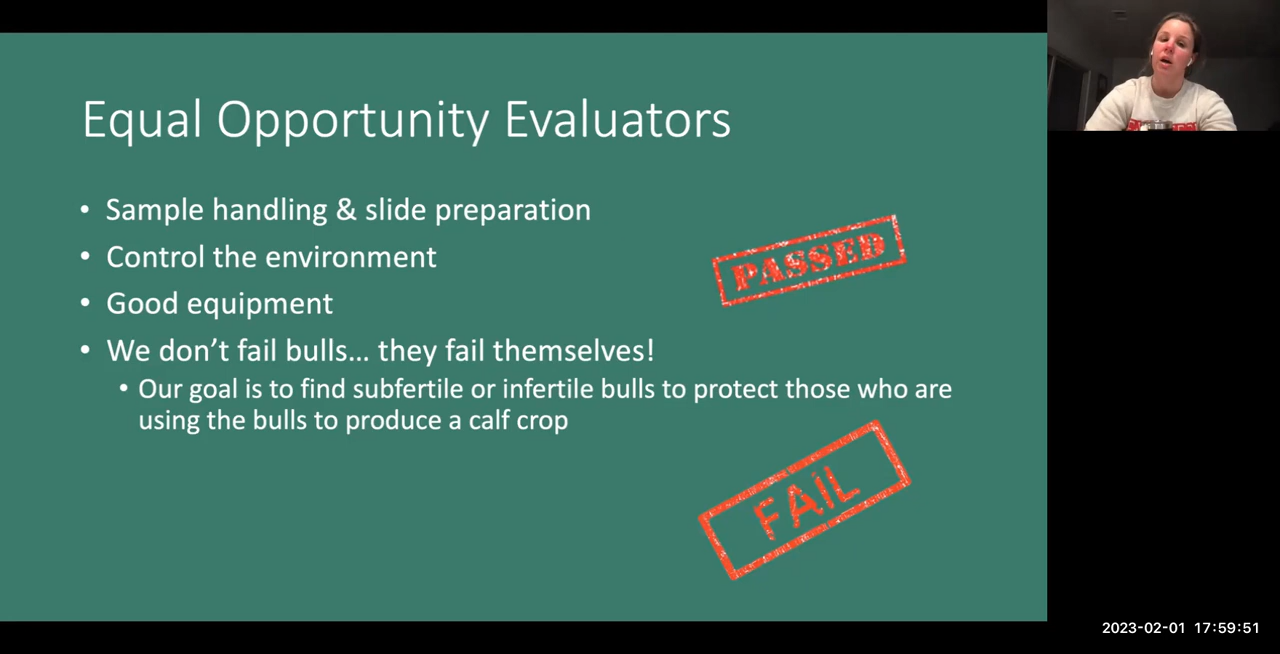 Equal Opportunity Evaluators
• Sample handling & slide preparation
• Control the environment
• Good equipment
• We don’t fail bulls… they fail themselves!
• Our goal is to find subfertile or infertile bulls to protect those who are
using the bulls to produce a calf crop
PASSED
FAIL
2023-02-01 17:59:51